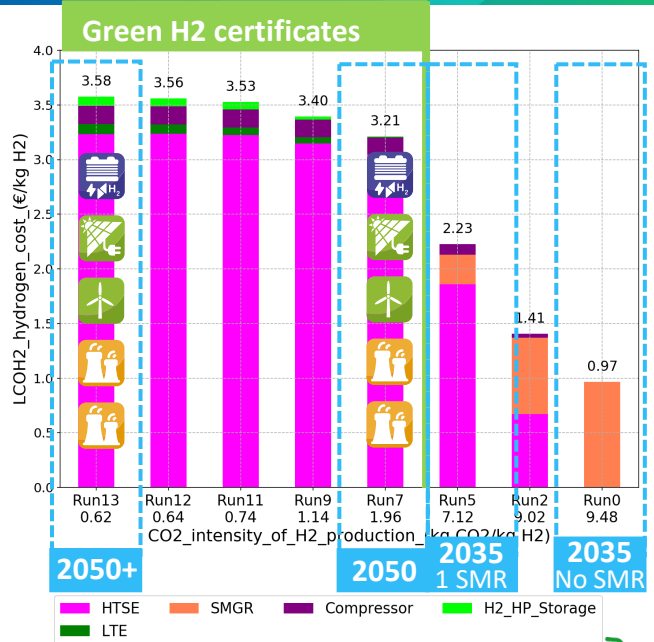 Green H2 certificates
4.0
3.5
3.0
2.5
2.0
1.5
1.0
0.5
0.0
LCOH2_hydrogen_cost_(€/kg H2)
3.58
3.56
3.53
3.40
3.21
2.23
1.41
0.97
H2
H2
Run13 Run12 Run11 Run9 Run7 Run5 Run2 Run0
0.62 0.64 0.74 1.14 1.96 7.12 9.02 9.48
CO2_intensity_of_H2_production_ kg CO2/kg H2)
2050+ 2050 2035 2035
1 SMR No SMR
HTSE SMGR Compressor H2_HP_Storage
LTE